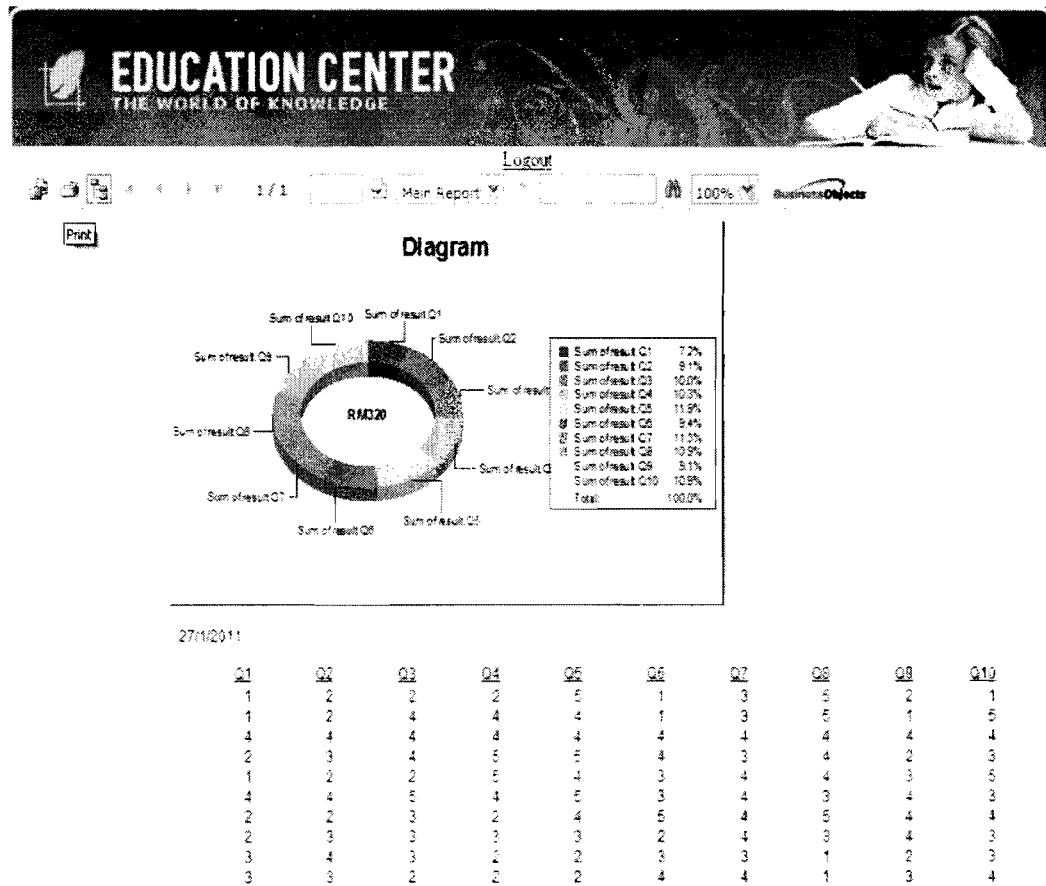 EDUCATION CENTER
THE WORLD OF KNOWLEDGE
Logout
1 / 1 Main Report 100% BusinessObjects
Print
Diagram
Sum of result Q10 Sum of result Q1
Sum of result Q2
Sum of result Q9
Sum of result
RM320
Sum of result Q8
Sum of result Q
Sum of result Q7
Sum of result Q5
Sum of result Q6
Sum of result Q1 7.2%
Sum of result Q2 9.1%
Sum of result Q3 10.0%
Sum of result Q4 10.3%
Sum of result Q5 11.9%
Sum of result Q6 9.4%
Sum of result Q7 11.3%
Sum of result Q8 10.9%
Sum of result Q9 9.1%
Sum of result Q10 10.9%
Total: 100.0%
27/1/2011
Q1 Q2 Q3 Q4 Q5 Q6 Q7 Q8 Q9 Q10
1 2 2 2 5 1 3 5 2 1
1 2 4 4 4 1 3 5 1 5
4 4 4 4 4 4 4 4 4 4
2 3 4 5 5 4 3 4 2 3
1 2 2 5 4 3 4 4 3 5
4 4 5 4 5 3 4 3 4 3
2 2 3 2 4 5 4 5 4 4
2 3 3 3 3 2 4 3 4 3
3 4 3 2 2 3 3 1 2 3
3 3 2 2 2 4 4 1 3 4